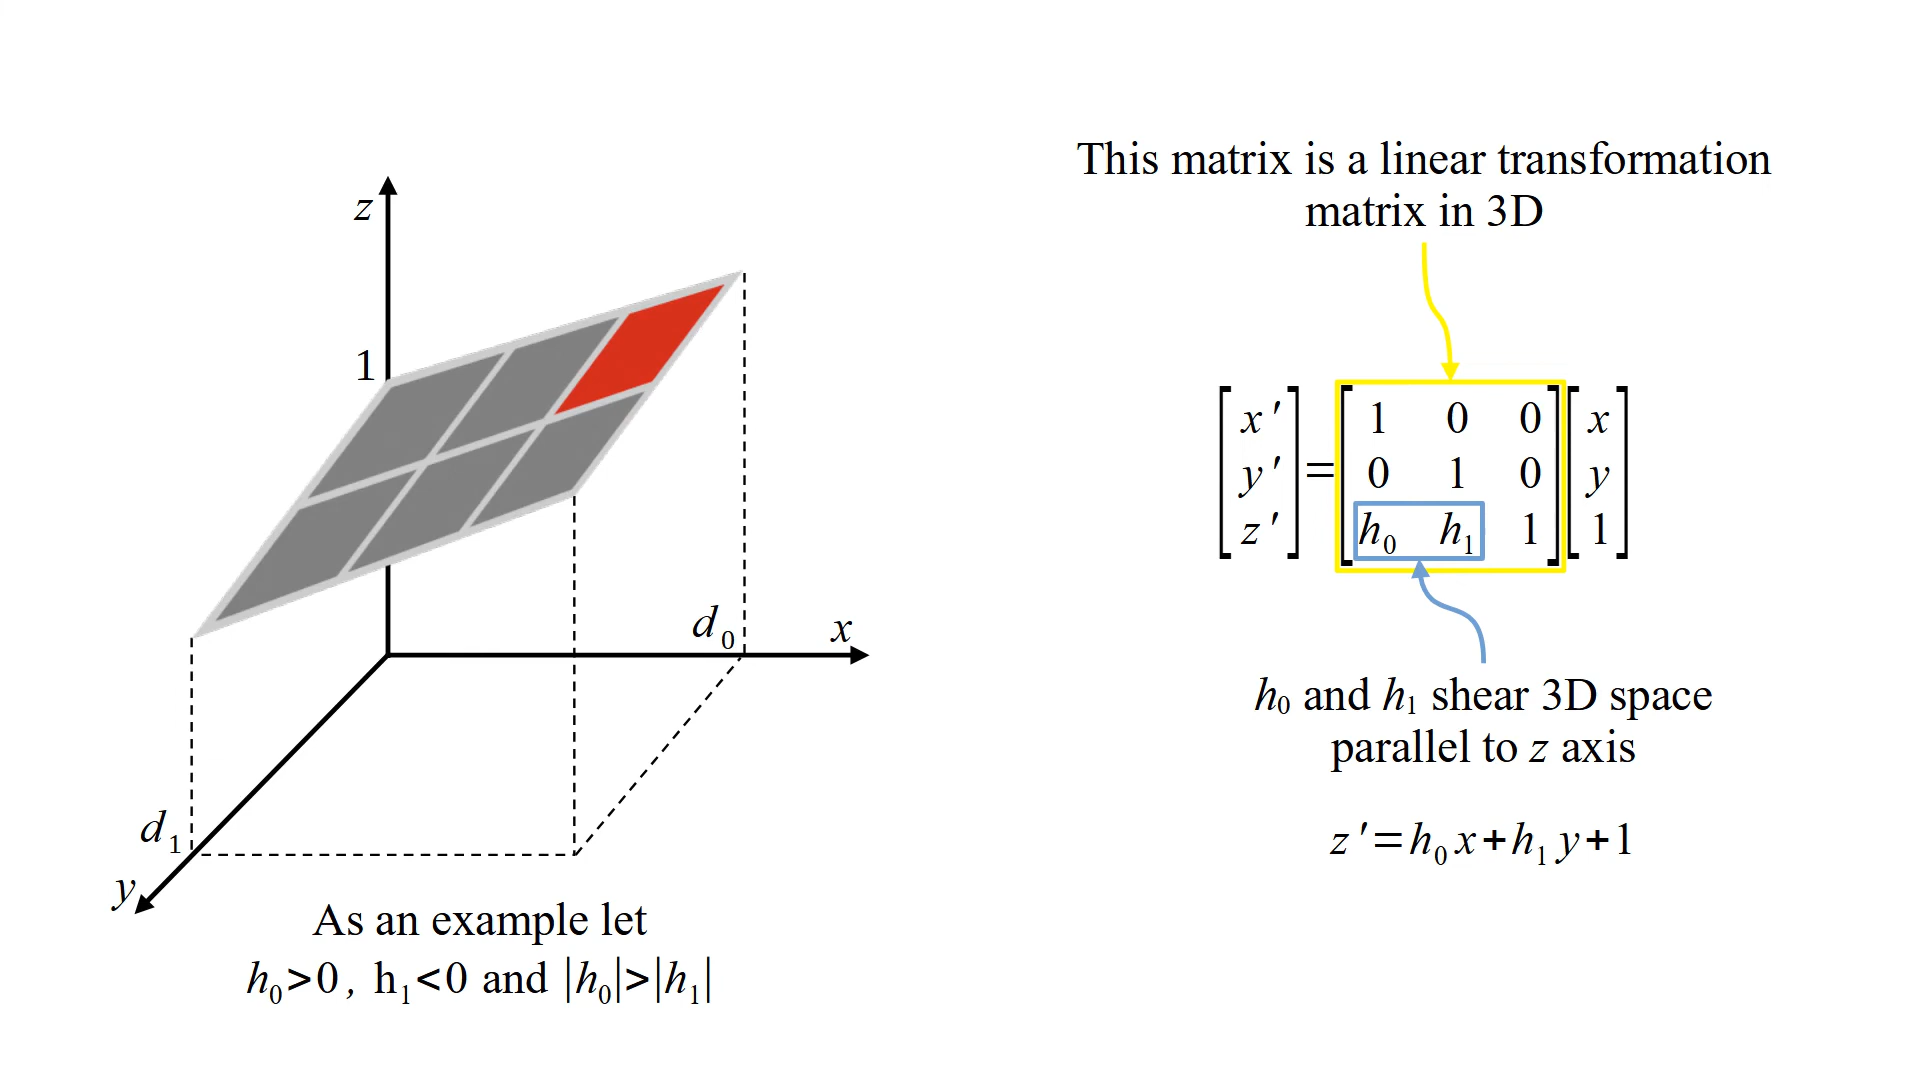 This matrix is a linear transformation
matrix in 3D
z
1
d₀
x
d₁
y
[x′ y′ z′] = [1 0 0; 0 1 0; h₀ h₁ 1] [x y 1]
h₀ and h₁ shear 3D space
parallel to z axis
z′=h₀x+h₁y+1
As an example let
h₀>0, h₁<0 and |h₀|>|h₁|